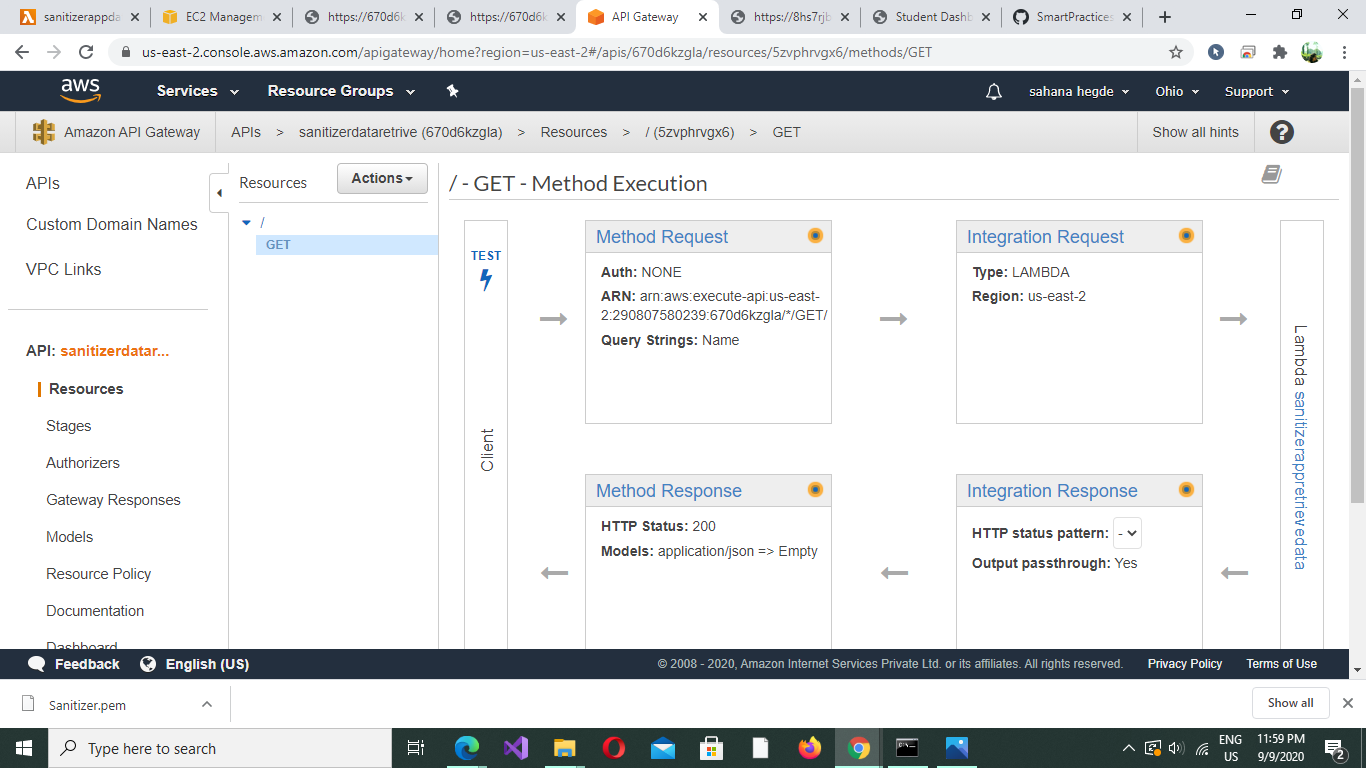 sanitizerappda
EC2 Managem
https://670d6k
https://670d6k
API Gateway
https://8hs7rjb
Student Dashb
SmartPractices
us-east-2.console.aws.amazon.com/apigateway/home?region=us-east-2#/apis/670d6kzgla/resources/5zvphrvgx6/methods/GET
aws
Services
Resource Groups
sahana hegde
Ohio
Support
Amazon API Gateway
APIs > sanitizerdataretrive (670d6kzgla) > Resources > / (5zvphrvgx6) > GET
Show all hints
?
APIs
Custom Domain Names
VPC Links
API: sanitizerdatar...
Resources
Stages
Authorizers
Gateway Responses
Models
Resource Policy
Documentation
Dashboard
Resources
Actions
/
GET
/ - GET - Method Execution
TEST
Client
Method Request
Auth: NONE
ARN: arn:aws:execute-api:us-east-
2:290807580239:670d6kzgla/*/GET/
Query Strings: Name
Integration Request
Type: LAMBDA
Region: us-east-2
Lambda sanitizerappretrievedata
Method Response
HTTP Status: 200
Models: application/json => Empty
Integration Response
HTTP status pattern: -
Output passthrough: Yes
Feedback
English (US)
© 2008 - 2020, Amazon Internet Services Private Ltd. or its affiliates. All rights reserved.
Privacy Policy
Terms of Use
Sanitizer.pem
Show all
Type here to search
ENG
US
11:59 PM
9/9/2020
2